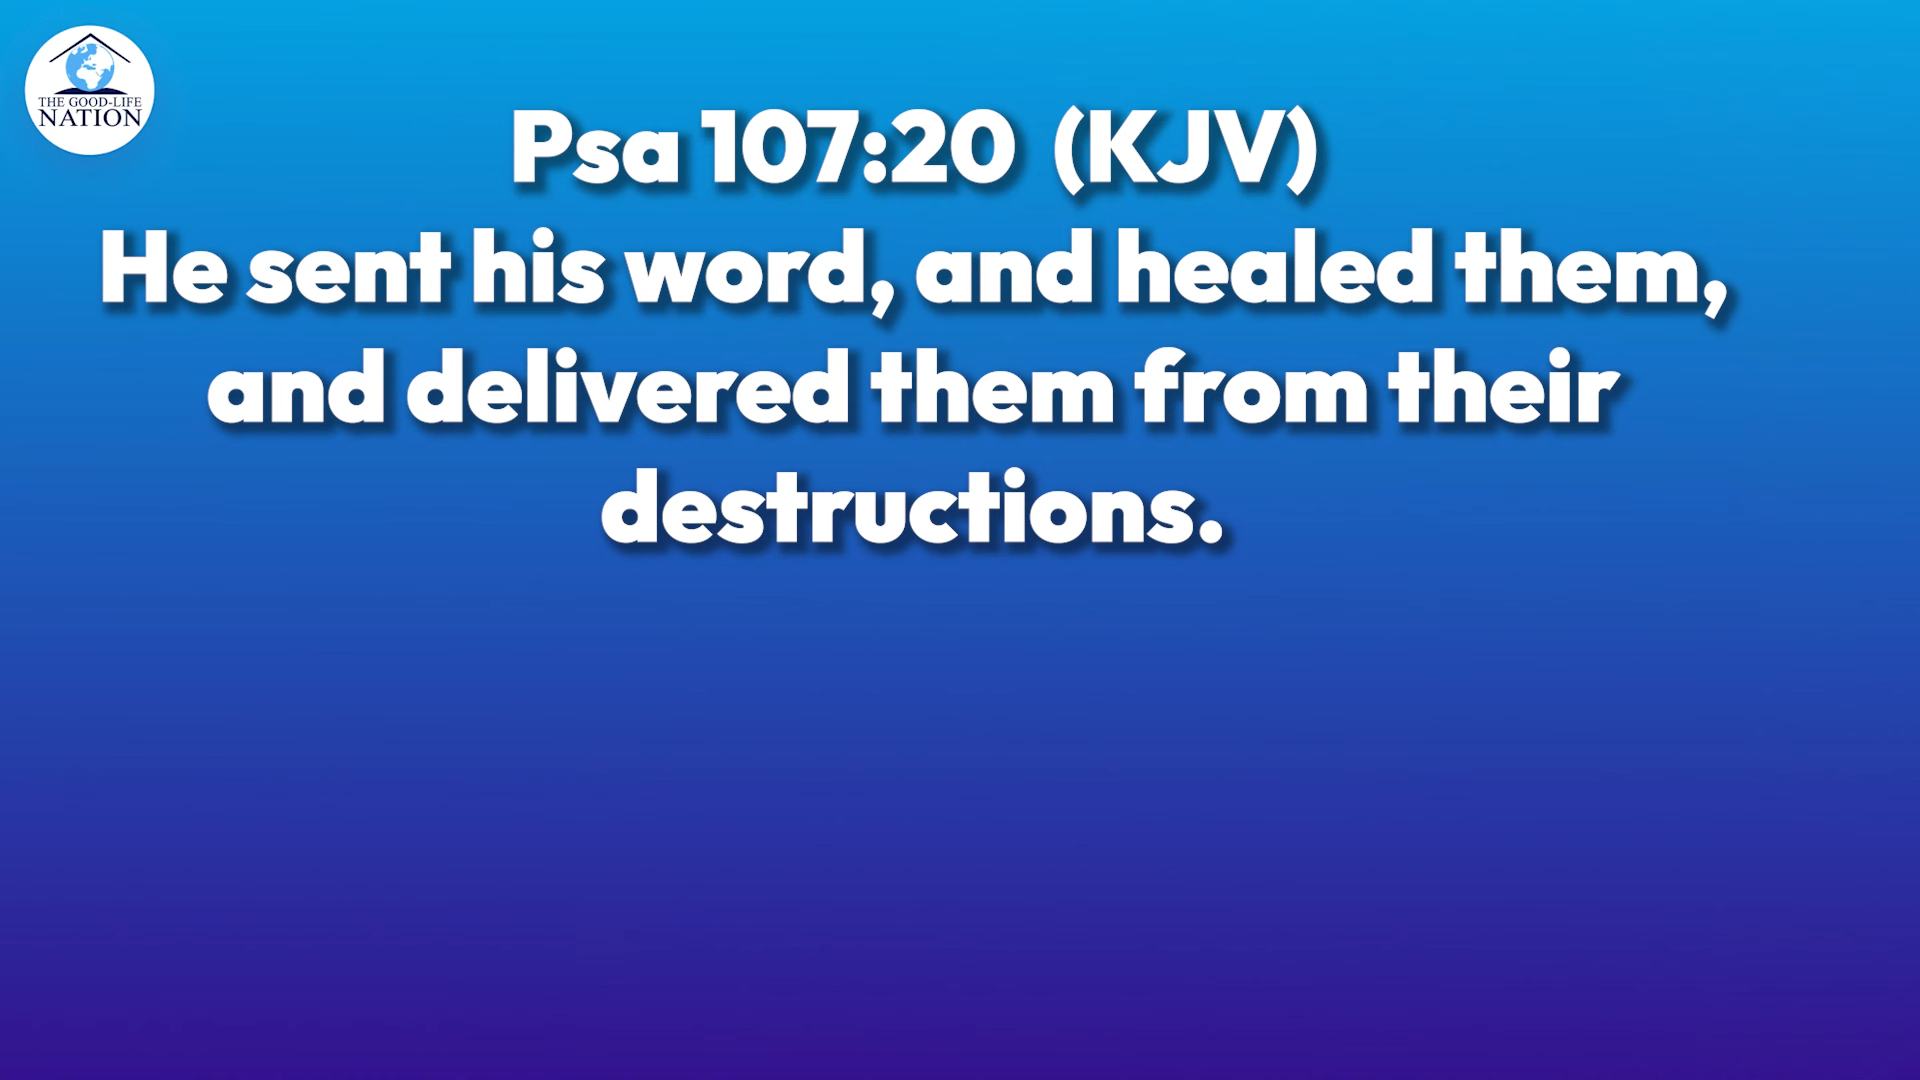 THE GOOD-LIFE
NATION
Psa 107:20 (KJV)
He sent his word, and healed them,
and delivered them from their
destructions.